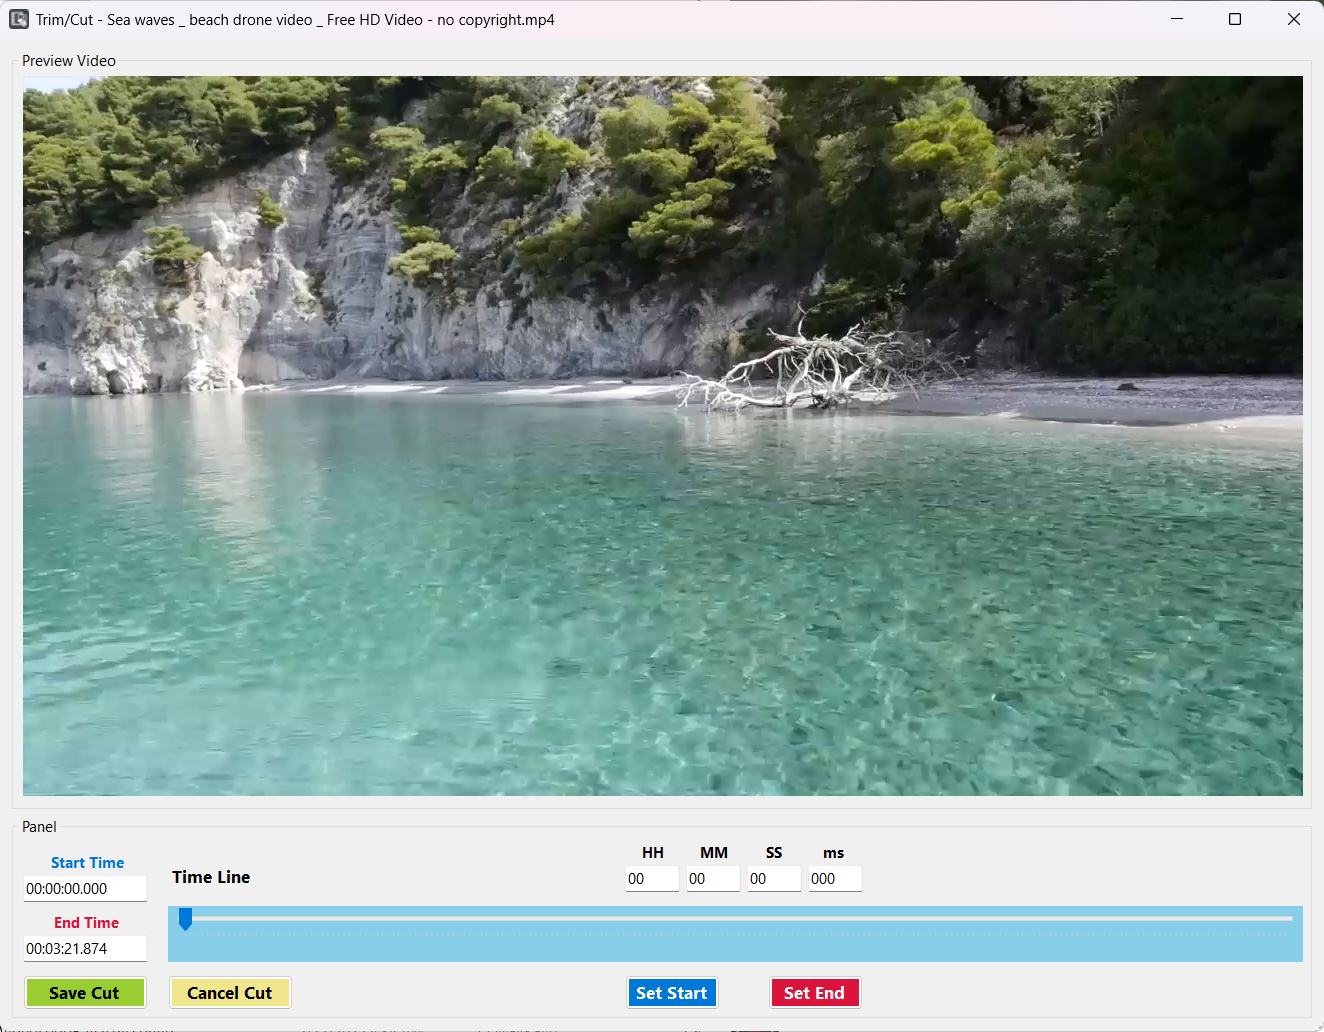 Trim/Cut - Sea waves _ beach drone video _ Free HD Video - no copyright.mp4
Preview Video
Panel
Start Time
00:00:00.000
End Time
00:03:21.874
Time Line
HH MM SS ms
00 00 00 000
Save Cut
Cancel Cut
Set Start
Set End